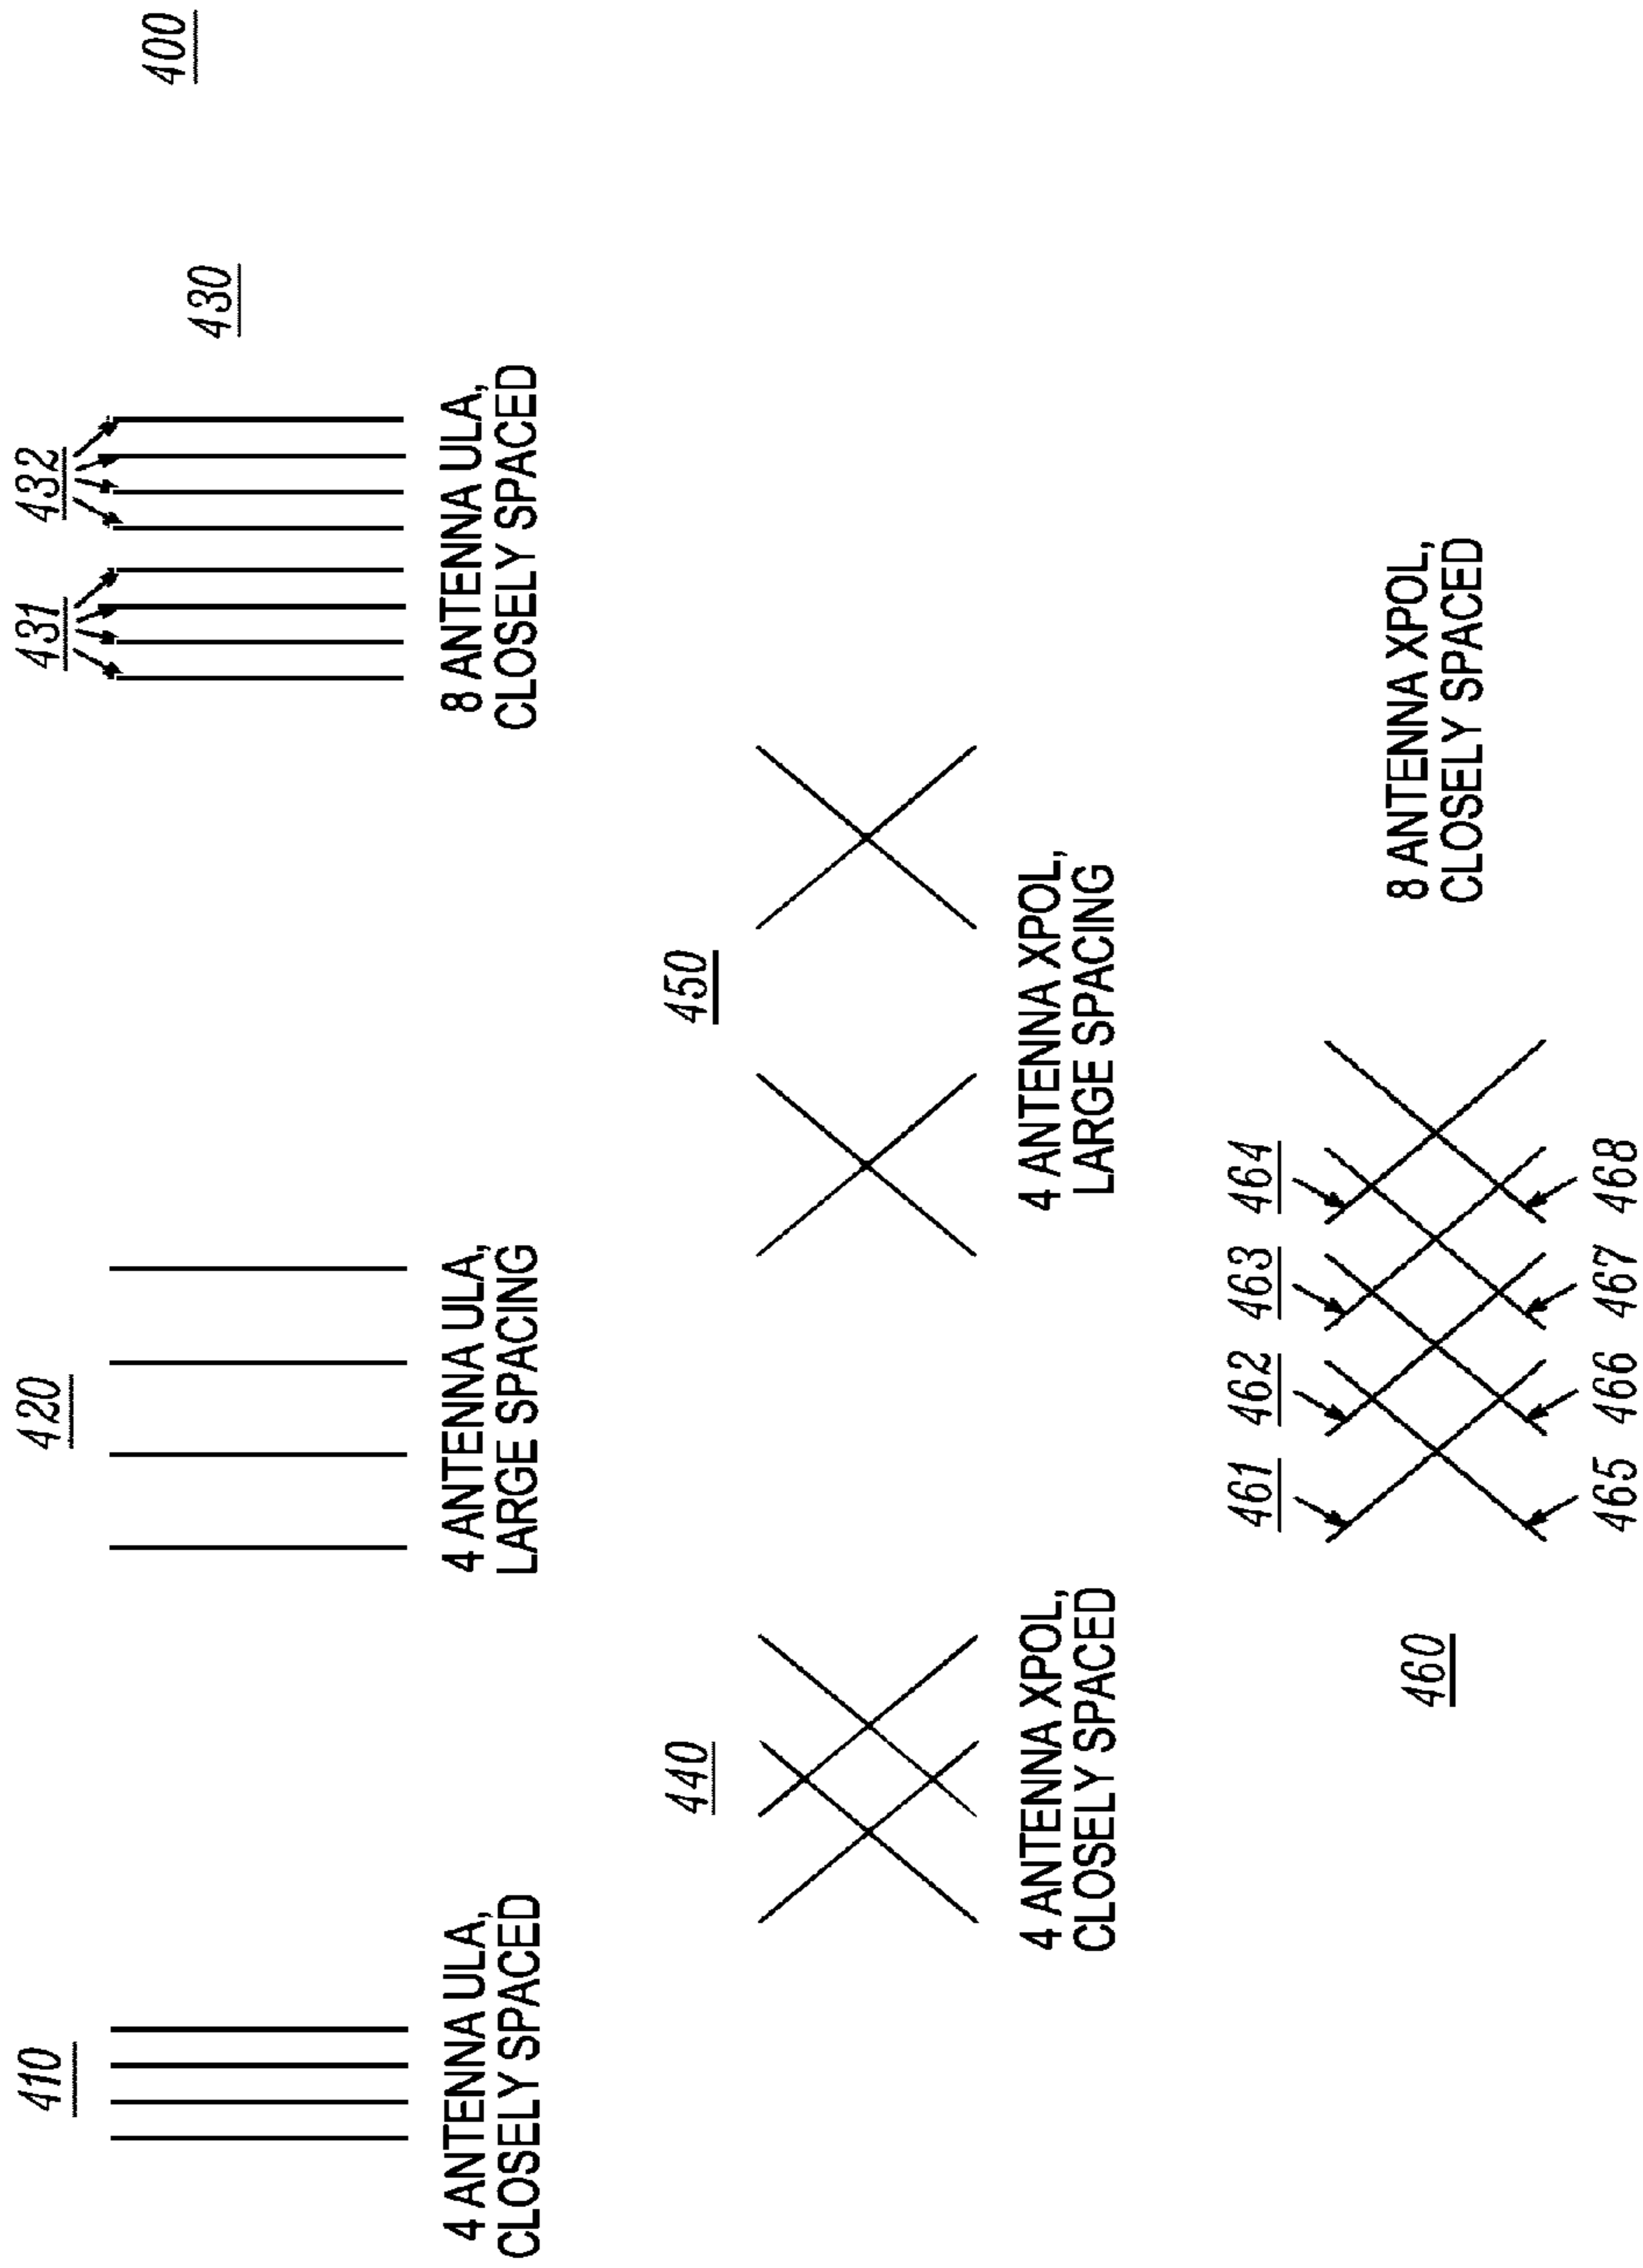 400
410
420
431
432
430
4 ANTENNA ULA,
CLOSELY SPACED
4 ANTENNA ULA,
LARGE SPACING
8 ANTENNA ULA,
CLOSELY SPACED
440
450
4 ANTENNA XPOL,
CLOSELY SPACED
4 ANTENNA XPOL,
LARGE SPACING
460
461
462
463
464
465
466
467
468
8 ANTENNA XPOL,
CLOSELY SPACED